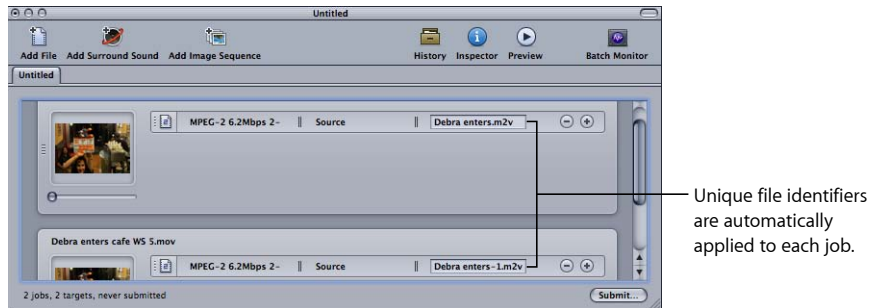 Untitled
Add File Add Surround Sound Add Image Sequence History Inspector Preview Batch Monitor
Untitled
MPEG-2 6.2Mbps 2- Source Debra enters.m2v
Unique file identifiers
are automatically
applied to each job.
Debra enters cafe WS 5.mov
MPEG-2 6.2Mbps 2- Source Debra enters-1.m2v
2 jobs, 2 targets, never submitted Submit...